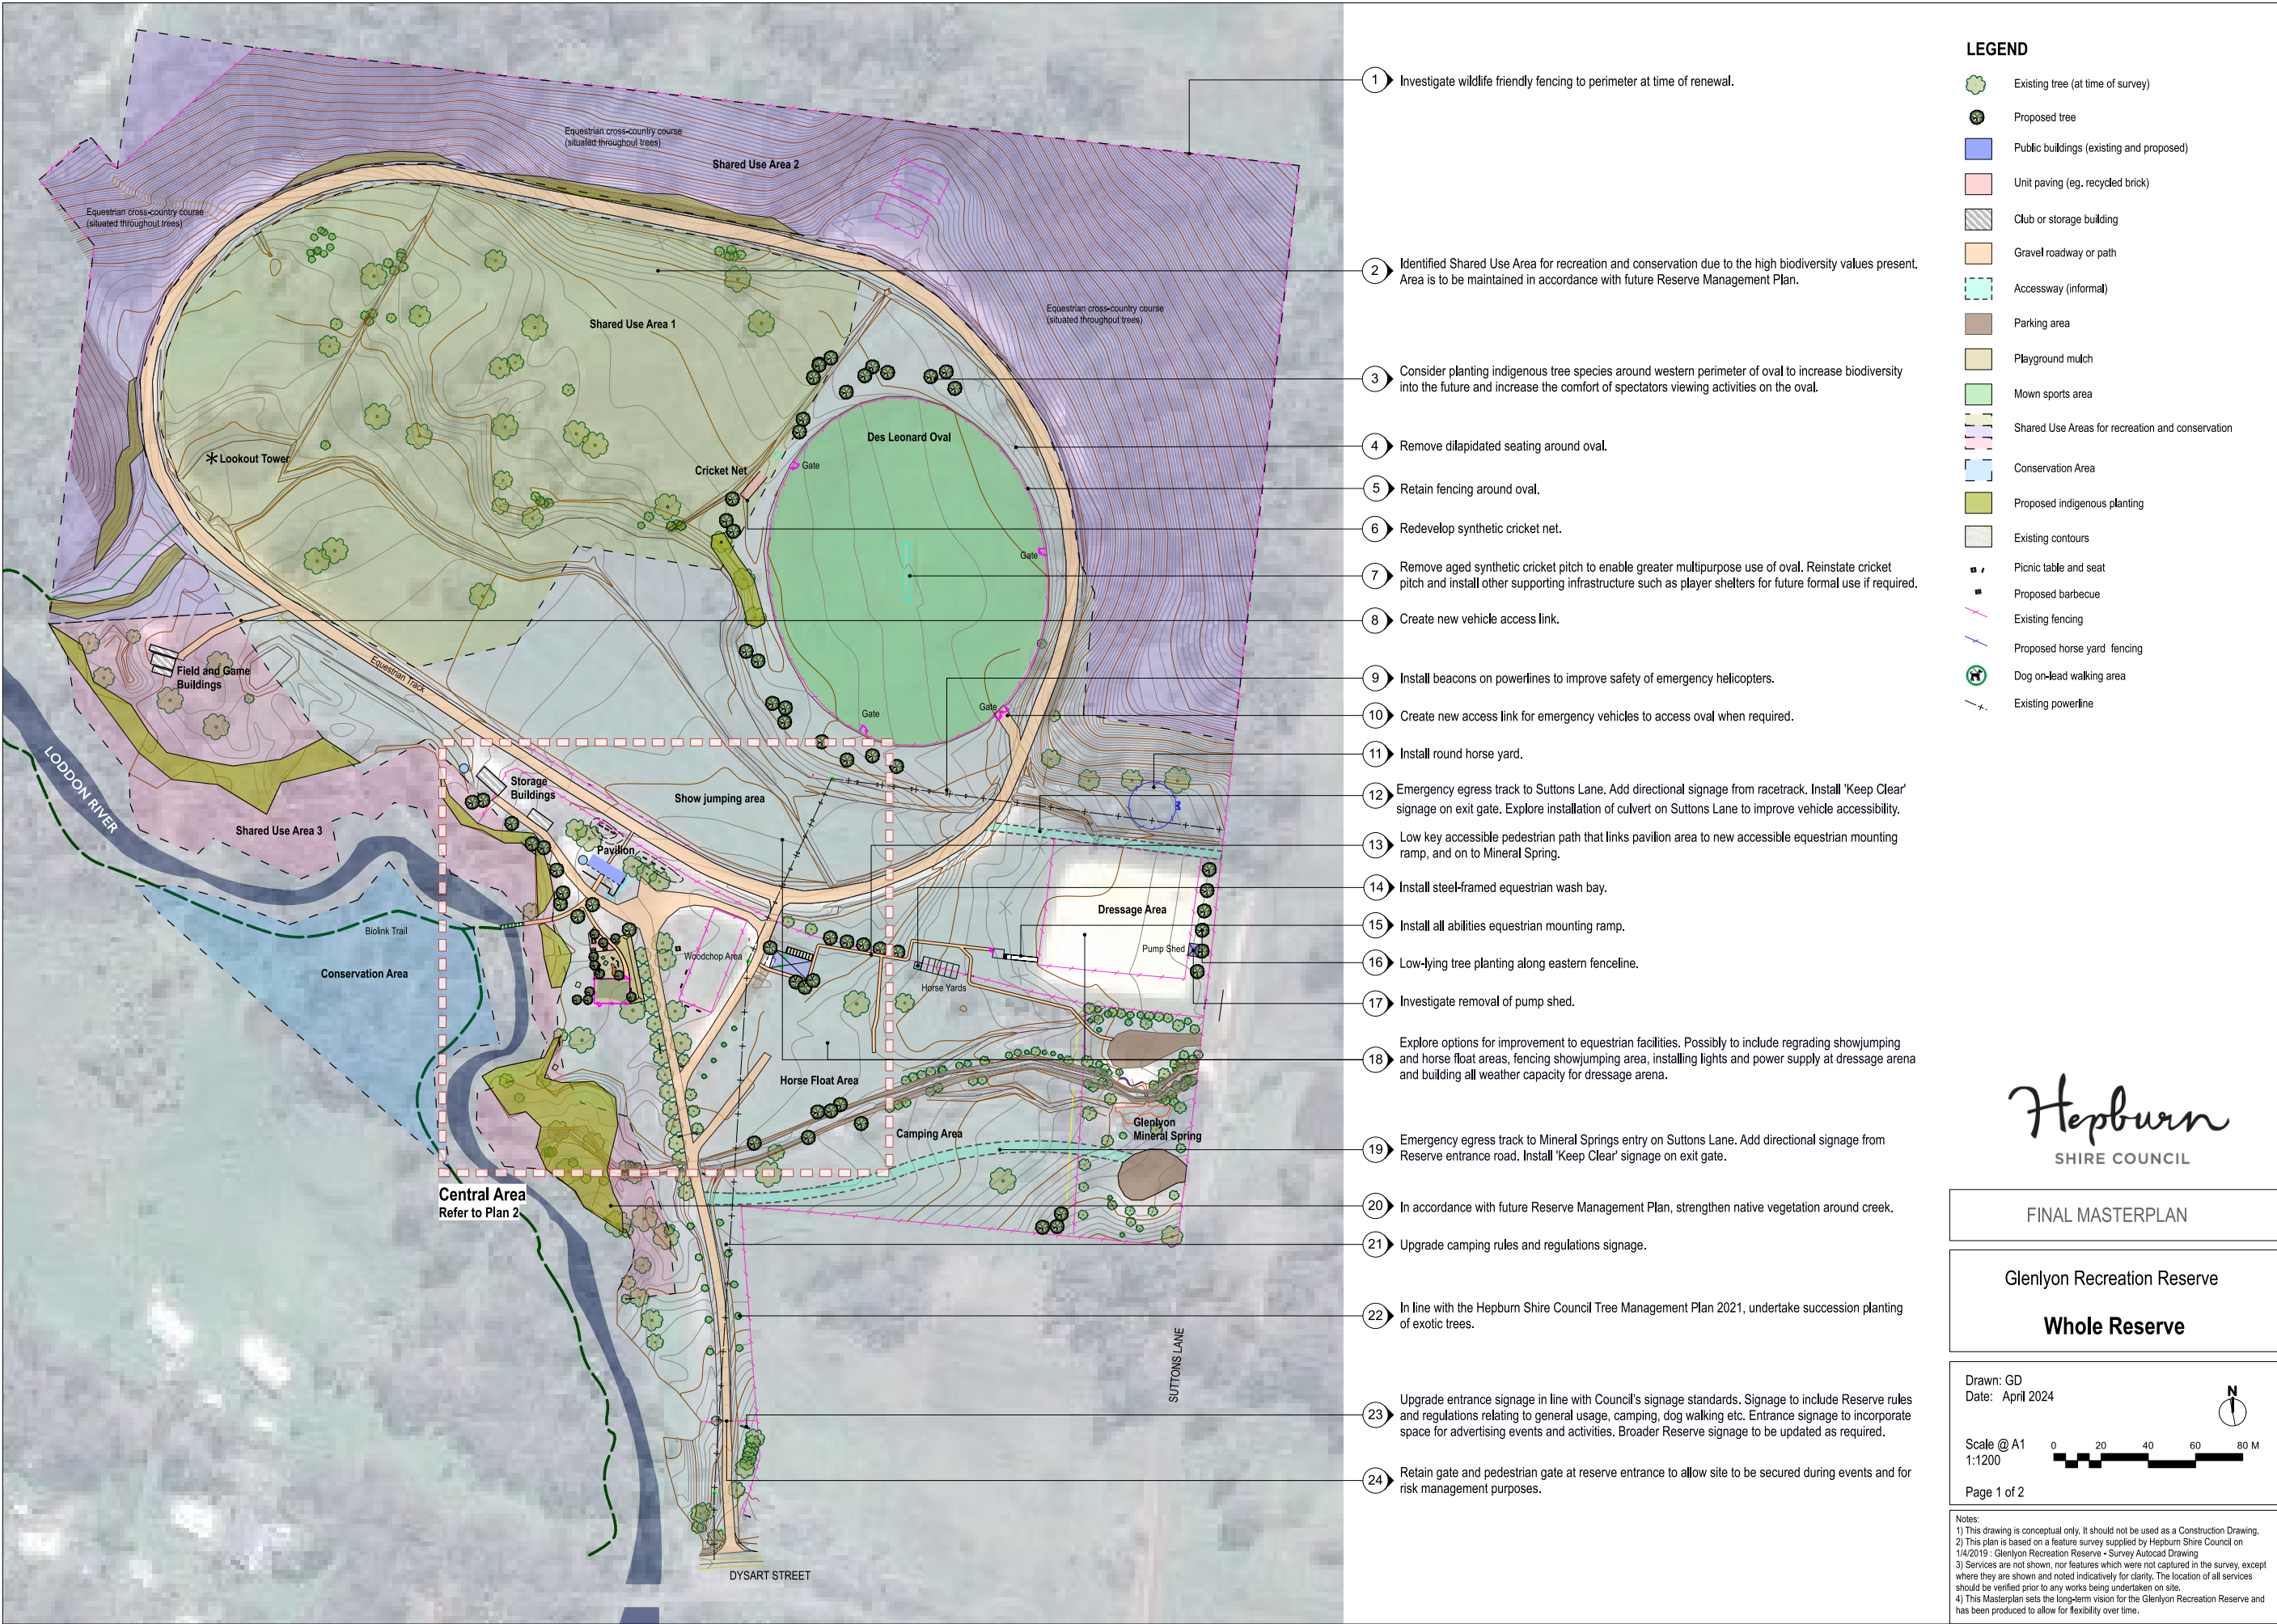 Equestrian cross-country course
(situated throughout trees)
Shared Use Area 2
Equestrian cross-country course
(situated throughout trees)
Equestrian cross-country course
(situated throughout trees)
Shared Use Area 1
Des Leonard Oval
Lookout Tower
Cricket Net
Gate
Gate
Gate
Gate
Equestrian Track
Field and Game
Buildings
LODDON RIVER
Storage
Buildings
Show jumping area
Shared Use Area 3
Pavilion
Dressage Area
Biolink Trail
Pump Shed
Woodchop Area
Conservation Area
Horse Yards
Horse Float Area
Camping Area
Glenlyon
Mineral Spring
Central Area
Refer to Plan 2
SUTTONS LANE
DYSART STREET
1 Investigate wildlife friendly fencing to perimeter at time of renewal.
2 Identified Shared Use Area for recreation and conservation due to the high biodiversity values present.
Area is to be maintained in accordance with future Reserve Management Plan.
3 Consider planting indigenous tree species around western perimeter of oval to increase biodiversity
into the future and increase the comfort of spectators viewing activities on the oval.
4 Remove dilapidated seating around oval.
5 Retain fencing around oval.
6 Redevelop synthetic cricket net.
7 Remove aged synthetic cricket pitch to enable greater multipurpose use of oval. Reinstate cricket
pitch and install other supporting infrastructure such as player shelters for future formal use if required.
8 Create new vehicle access link.
9 Install beacons on powerlines to improve safety of emergency helicopters.
10 Create new access link for emergency vehicles to access oval when required.
11 Install round horse yard.
12 Emergency egress track to Suttons Lane. Add directional signage from racetrack. Install 'Keep Clear'
signage on exit gate. Explore installation of culvert on Suttons Lane to improve vehicle accessibility.
13 Low key accessible pedestrian path that links pavilion area to new accessible equestrian mounting
ramp, and on to Mineral Spring.
14 Install steel-framed equestrian wash bay.
15 Install all abilities equestrian mounting ramp.
16 Low-lying tree planting along eastern fenceline.
17 Investigate removal of pump shed.
18 Explore options for improvement to equestrian facilities. Possibly to include regrading showjumping
and horse float areas, fencing showjumping area, installing lights and power supply at dressage arena
and building all weather capacity for dressage arena.
19 Emergency egress track to Mineral Springs entry on Suttons Lane. Add directional signage from
Reserve entrance road. Install 'Keep Clear' signage on exit gate.
20 In accordance with future Reserve Management Plan, strengthen native vegetation around creek.
21 Upgrade camping rules and regulations signage.
22 In line with the Hepburn Shire Council Tree Management Plan 2021, undertake succession planting
of exotic trees.
23 Upgrade entrance signage in line with Council's signage standards. Signage to include Reserve rules
and regulations relating to general usage, camping, dog walking etc. Entrance signage to incorporate
space for advertising events and activities. Broader Reserve signage to be updated as required.
24 Retain gate and pedestrian gate at reserve entrance to allow site to be secured during events and for
risk management purposes.
LEGEND
Existing tree (at time of survey)
Proposed tree
Public buildings (existing and proposed)
Unit paving (eg. recycled brick)
Club or storage building
Gravel roadway or path
Accessway (informal)
Parking area
Playground mulch
Mown sports area
Shared Use Areas for recreation and conservation
Conservation Area
Proposed indigenous planting
Existing contours
Picnic table and seat
Proposed barbecue
Existing fencing
Proposed horse yard fencing
Dog on-lead walking area
Existing powerline
Hepburn
SHIRE COUNCIL
FINAL MASTERPLAN
Glenlyon Recreation Reserve
Whole Reserve
Drawn: GD
Date: April 2024
N
Scale @ A1
1:1200
0 20 40 60 80 M
Page 1 of 2
Notes:
1) This drawing is conceptual only. It should not be used as a Construction Drawing.
2) This plan is based on a feature survey supplied by Hepburn Shire Council on
1/4/2019 : Glenlyon Recreation Reserve - Survey Autocad Drawing
3) Services are not shown, nor features which were not captured in the survey, except
where they are shown and noted indicatively for clarity. The location of all services
should be verified prior to any works being undertaken on site.
4) This Masterplan sets the long-term vision for the Glenlyon Recreation Reserve and
has been produced to allow for flexibility over time.